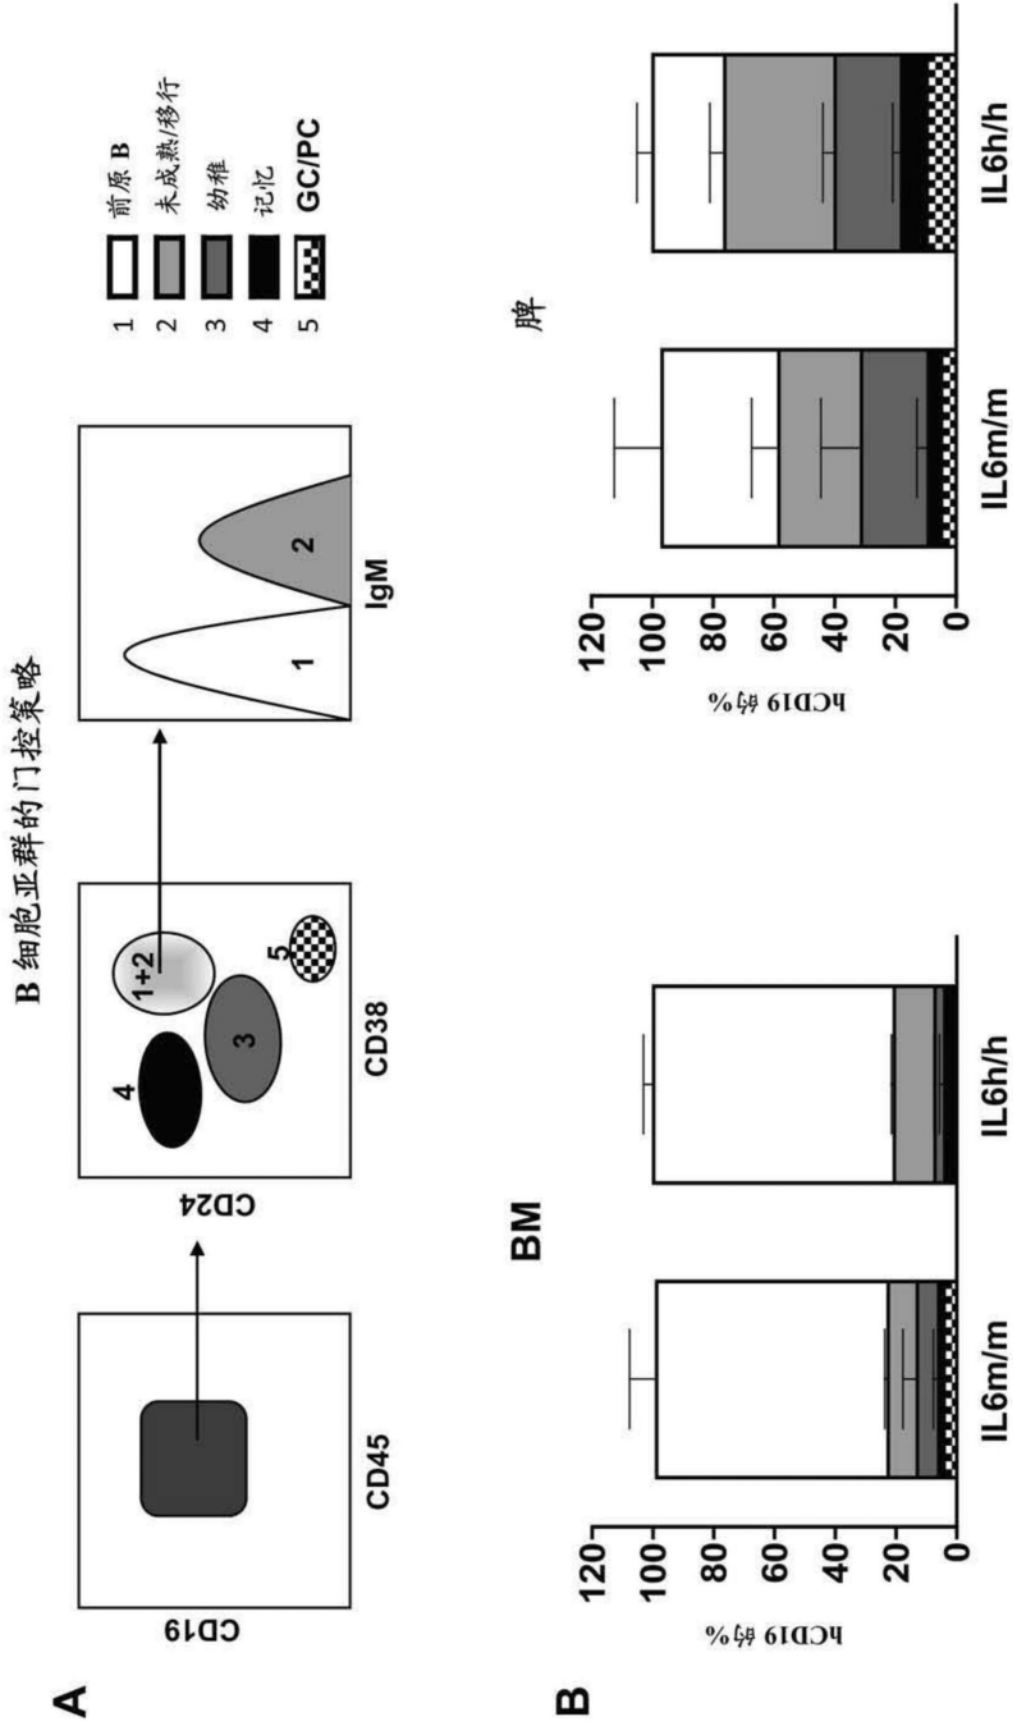 A
B 细胞亚群的门控策略
CD19
CD45
CD24
4
1+2
3
5
CD38
1
2
IgM
1 前原 B
2 未成熟/移行
3 幼稚
4 记忆
5 GC/PC
B
BM
hCD19 的%
120
100
80
60
40
20
0
IL6m/m
IL6h/h
脾
hCD19 的%
120
100
80
60
40
20
0
IL6m/m
IL6h/h